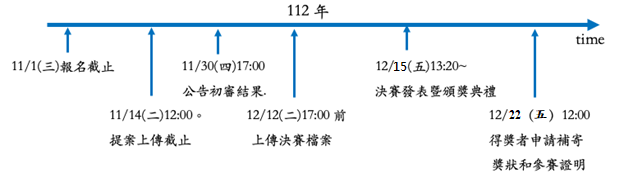 112 年
time
11/1(三)報名截止
11/14(二)12:00。
提案上傳截止
11/30(四)17:00
公告初審結果.
12/12(二)17:00 前
上傳決賽檔案
12/15(五)13:20~
決賽發表暨頒獎典禮
12/22 (五) 12:00
得獎者申請補寄
獎狀和參賽證明